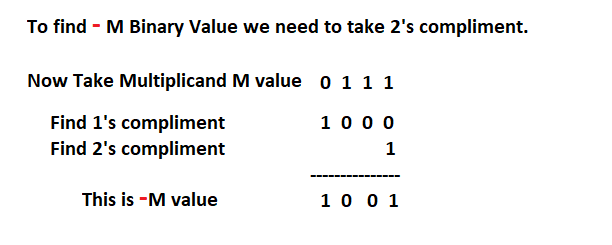 To find - M Binary Value we need to take 2's compliment.
Now Take Multiplicand M value 0 1 1 1
Find 1's compliment 1 0 0 0
Find 2's compliment 1
---------------
This is -M value 1 0 0 1